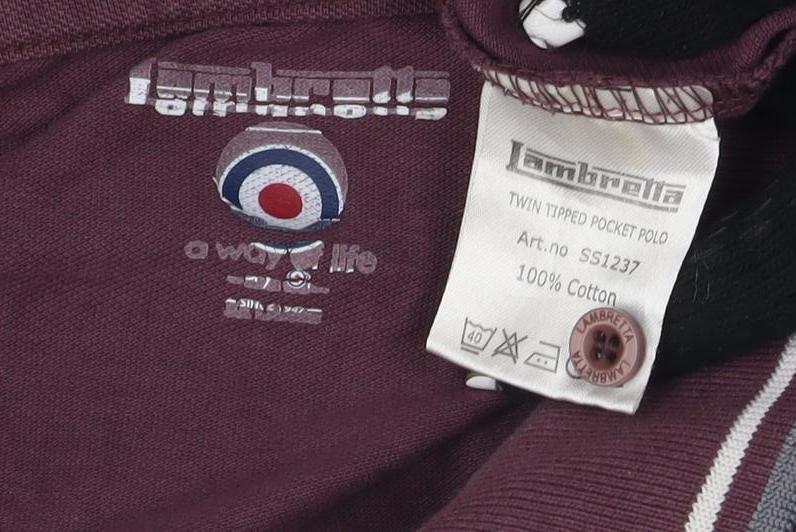 Lambretta
a way of life
Lambretta
TWIN TIPPED POCKET POLO
Art.no SS1237
100% Cotton
40
LAMBRETTA
LAMBRETTA